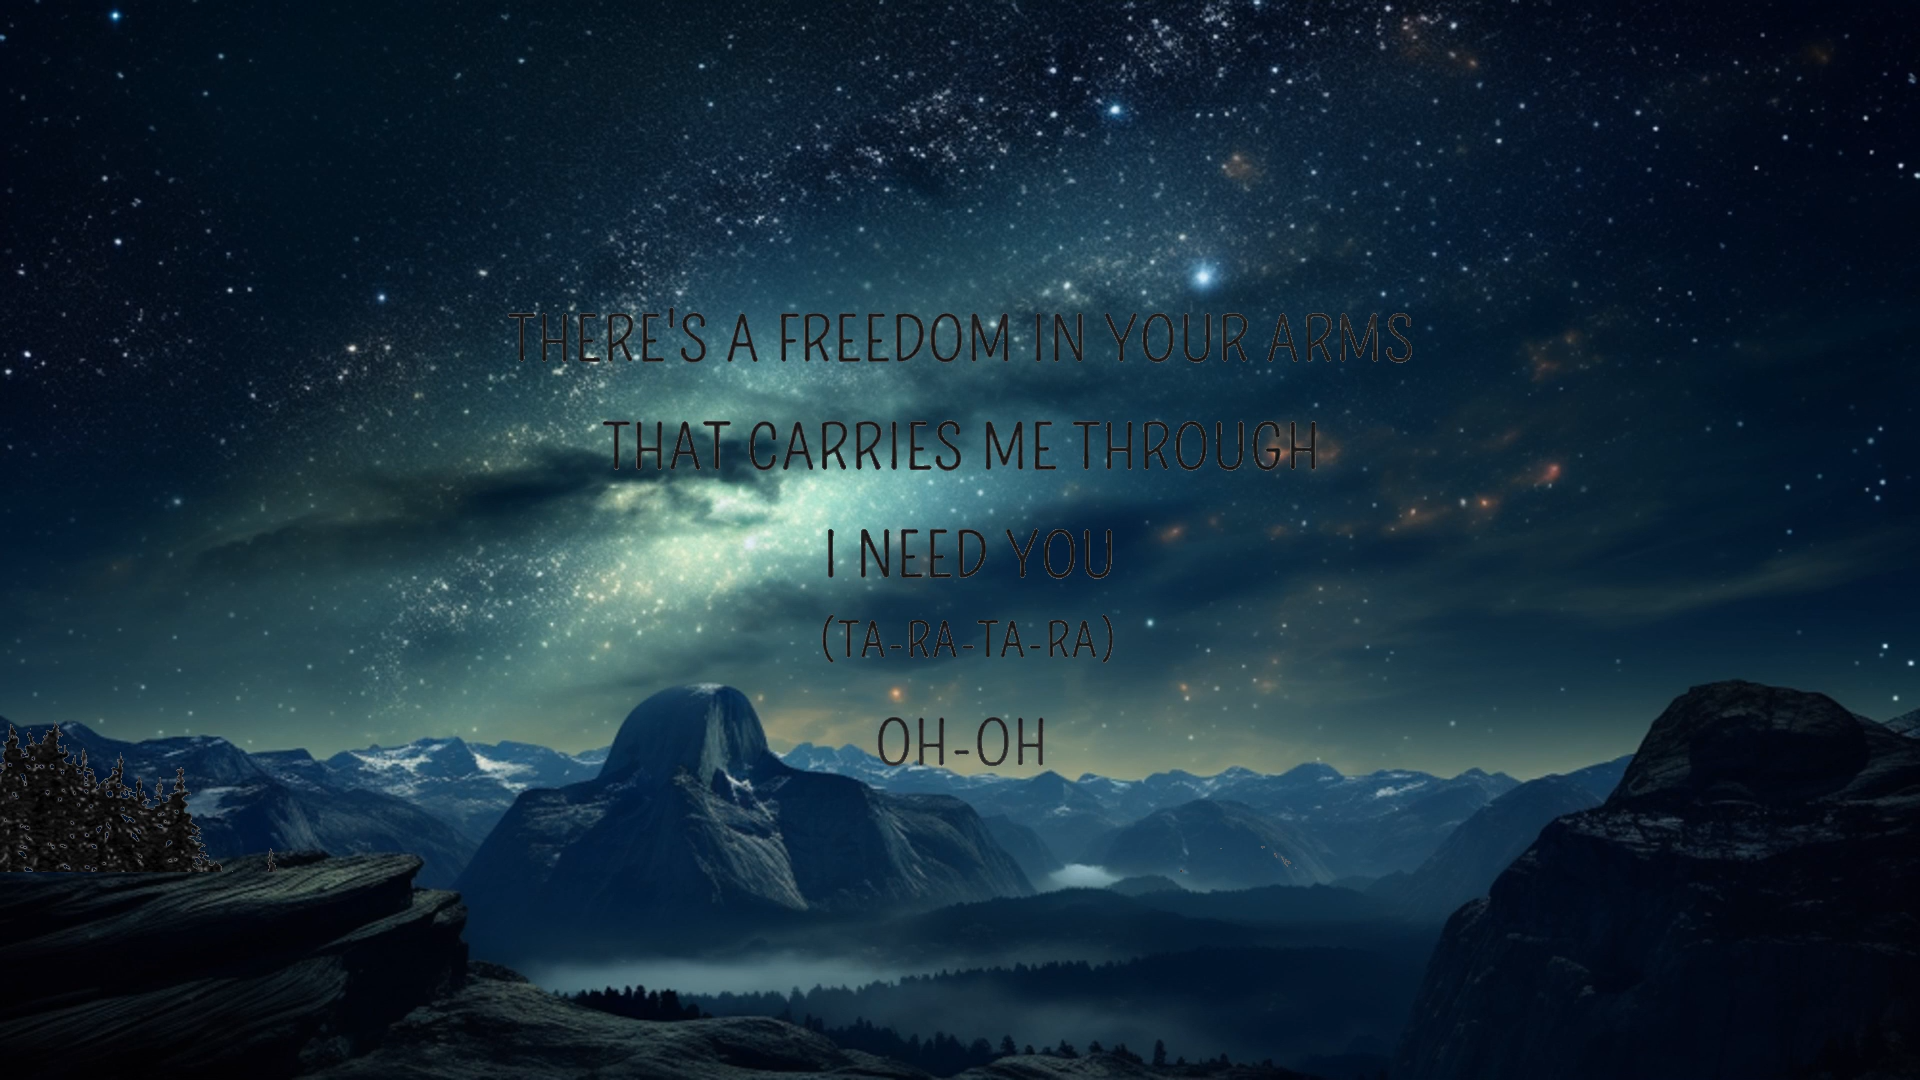 THERE'S A FREEDOM IN YOUR ARMS
THAT CARRIES ME THROUGH
I NEED YOU
(TA-RA-TA-RA)
OH-OH